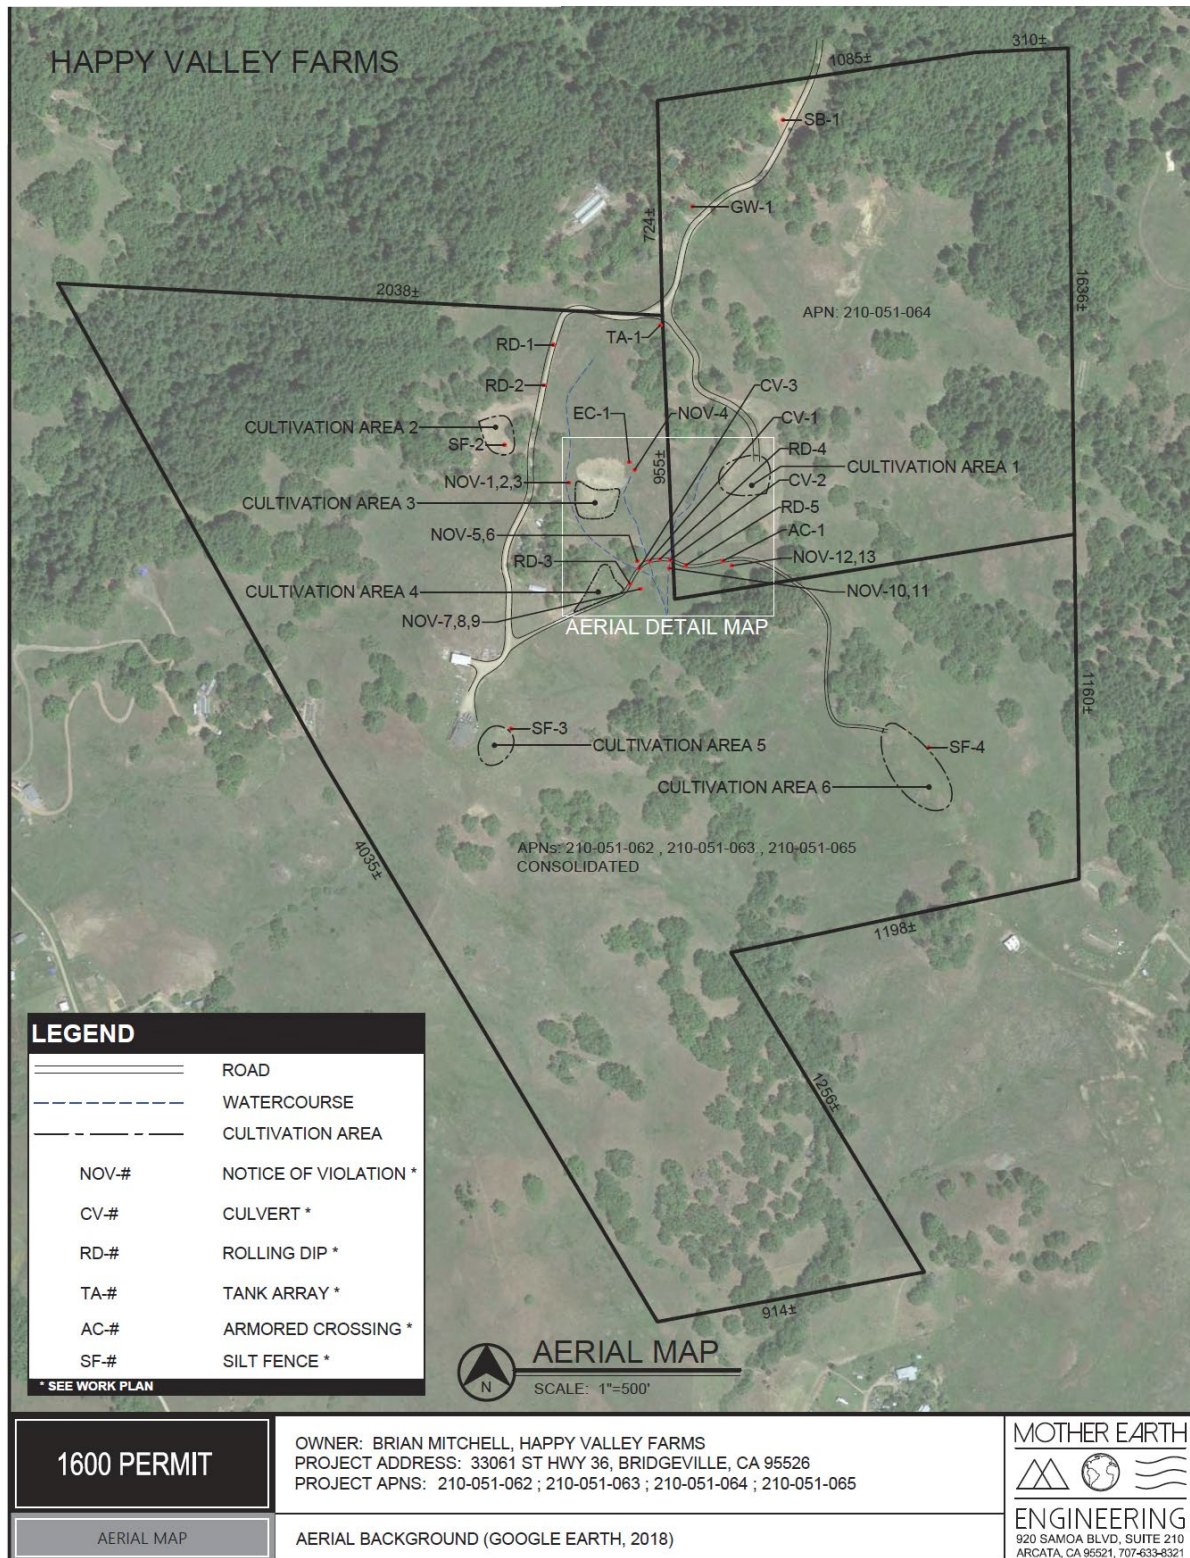 HAPPY VALLEY FARMS
310±
1085±
SB-1
GW-1
724±
2038±
1636±
APN: 210-051-064
TA-1
RD-1
RD-2
CV-3
EC-1
NOV-4
CV-1
CULTIVATION AREA 2
SF-2
RD-4
955±
CULTIVATION AREA 1
NOV-1,2,3
CV-2
CULTIVATION AREA 3
RD-5
AC-1
NOV-5,6
NOV-12,13
RD-3
CULTIVATION AREA 4
NOV-10,11
NOV-7,8,9
AERIAL DETAIL MAP
1160±
SF-3
CULTIVATION AREA 5
SF-4
CULTIVATION AREA 6
4035±
APNs: 210-051-062 , 210-051-063 , 210-051-065
CONSOLIDATED
1198±
1256±
914±
LEGEND
ROAD
WATERCOURSE
CULTIVATION AREA
NOV-# NOTICE OF VIOLATION *
CV-# CULVERT *
RD-# ROLLING DIP *
TA-# TANK ARRAY *
AC-# ARMORED CROSSING *
SF-# SILT FENCE *
* SEE WORK PLAN
N
AERIAL MAP
SCALE: 1"=500'
1600 PERMIT
AERIAL MAP
OWNER: BRIAN MITCHELL, HAPPY VALLEY FARMS
PROJECT ADDRESS: 33061 ST HWY 36, BRIDGEVILLE, CA 95526
PROJECT APNS: 210-051-062 ; 210-051-063 ; 210-051-064 ; 210-051-065
AERIAL BACKGROUND (GOOGLE EARTH, 2018)
MOTHER EARTH
ENGINEERING
920 SAMOA BLVD, SUITE 210
ARCATA, CA 95521, 707-633-8321